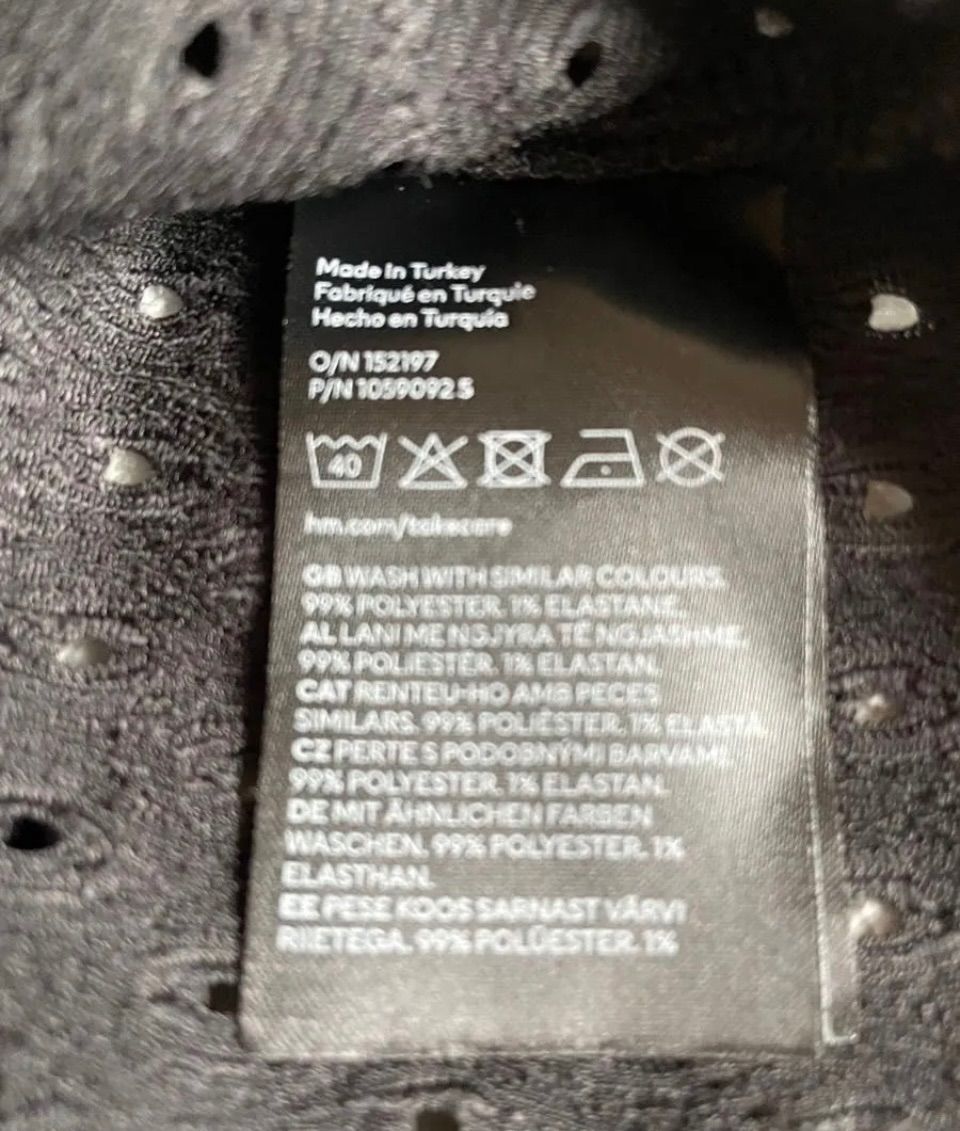 Made in Turkey
Fabriqué en Turquie
Hecho en Turquía
O/N 152197
P/N 1059092.5
40
hm.com/takecare
GB WASH WITH SIMILAR COLOURS.
99% POLYESTER. 1% ELASTANE.
AL LANI ME NGJYRA TË NGJASHME.
99% POLIESTËR. 1% ELASTAN.
CAT RENTEU-HO AMB PECES
SIMILARS. 99% POLIÈSTER. 1% ELASTÀ.
CZ PERTE S PODOBNÝMI BARVAMI.
99% POLYESTER. 1% ELASTAN.
DE MIT ÄHNLICHEN FARBEN
WASCHEN. 99% POLYESTER. 1%
ELASTHAN.
EE PESE KOOS SARNAST VÄRVI
RIIETEGA. 99% POLÜESTER. 1%